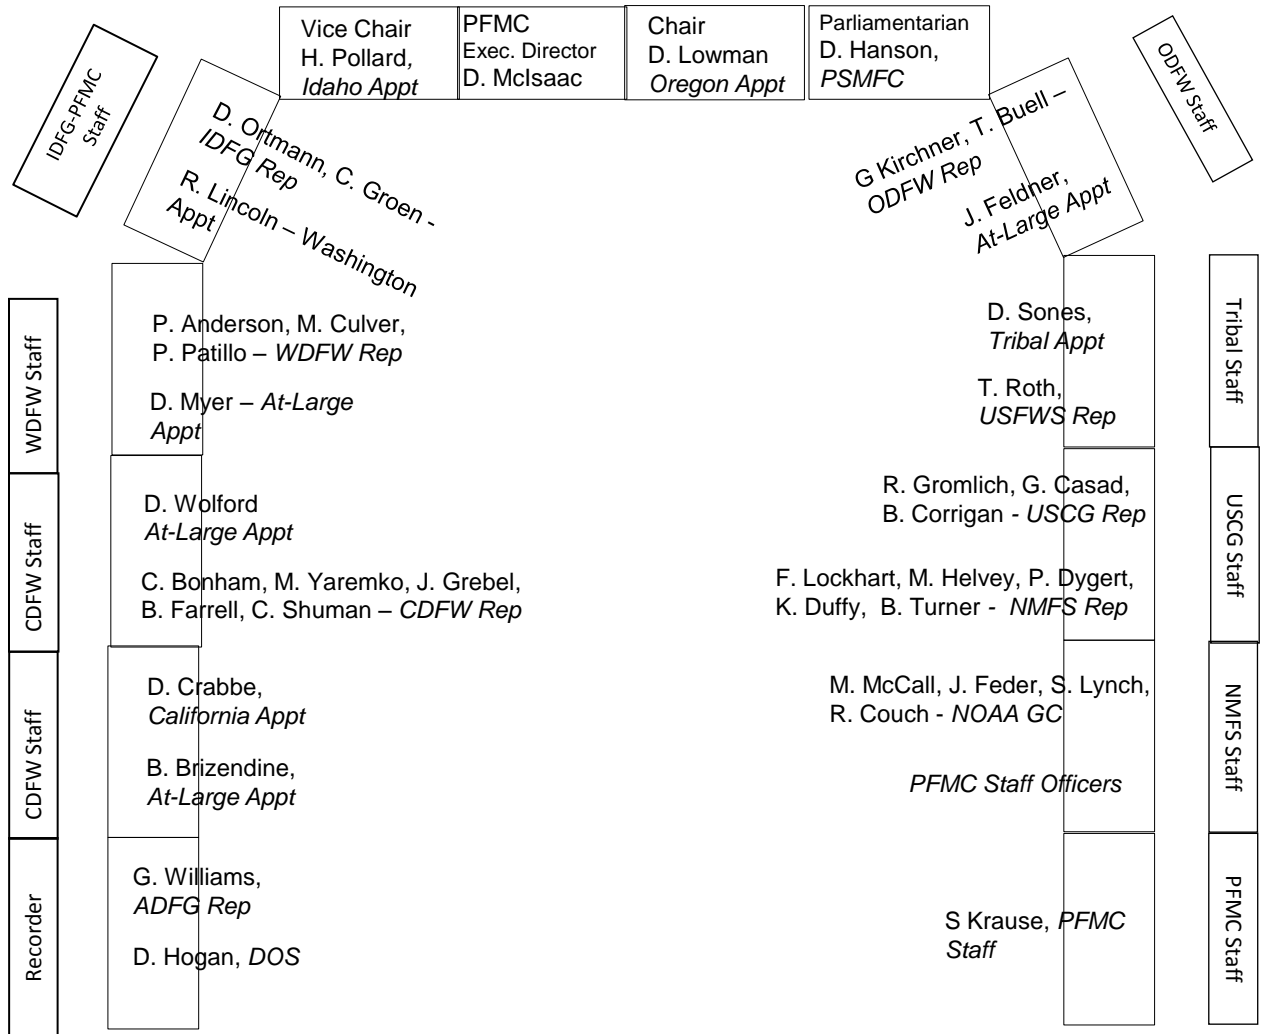 Vice Chair
H. Pollard,
Idaho Appt
PFMC
Exec. Director
D. McIsaac
Chair
D. Lowman
Oregon Appt
Parliamentarian
D. Hanson,
PSMFC
IDFG-PFMC
Staff
D. Ortmann, C. Groen -
IDFG Rep
R. Lincoln – Washington
Appt
G Kirchner, T. Buell –
ODFW Rep
J. Feldner,
At-Large Appt
ODFW Staff
WDFW Staff
P. Anderson, M. Culver,
P. Patillo – WDFW Rep
D. Myer – At-Large
Appt
D. Sones,
Tribal Appt
T. Roth,
USFWS Rep
Tribal Staff
CDFW Staff
D. Wolford
At-Large Appt
C. Bonham, M. Yaremko, J. Grebel,
B. Farrell, C. Shuman – CDFW Rep
R. Gromlich, G. Casad,
B. Corrigan - USCG Rep
F. Lockhart, M. Helvey, P. Dygert,
K. Duffy, B. Turner - NMFS Rep
USCG Staff
CDFW Staff
D. Crabbe,
California Appt
B. Brizendine,
At-Large Appt
M. McCall, J. Feder, S. Lynch,
R. Couch - NOAA GC
PFMC Staff Officers
NMFS Staff
Recorder
G. Williams,
ADFG Rep
D. Hogan, DOS
S Krause, PFMC
Staff
PFMC Staff